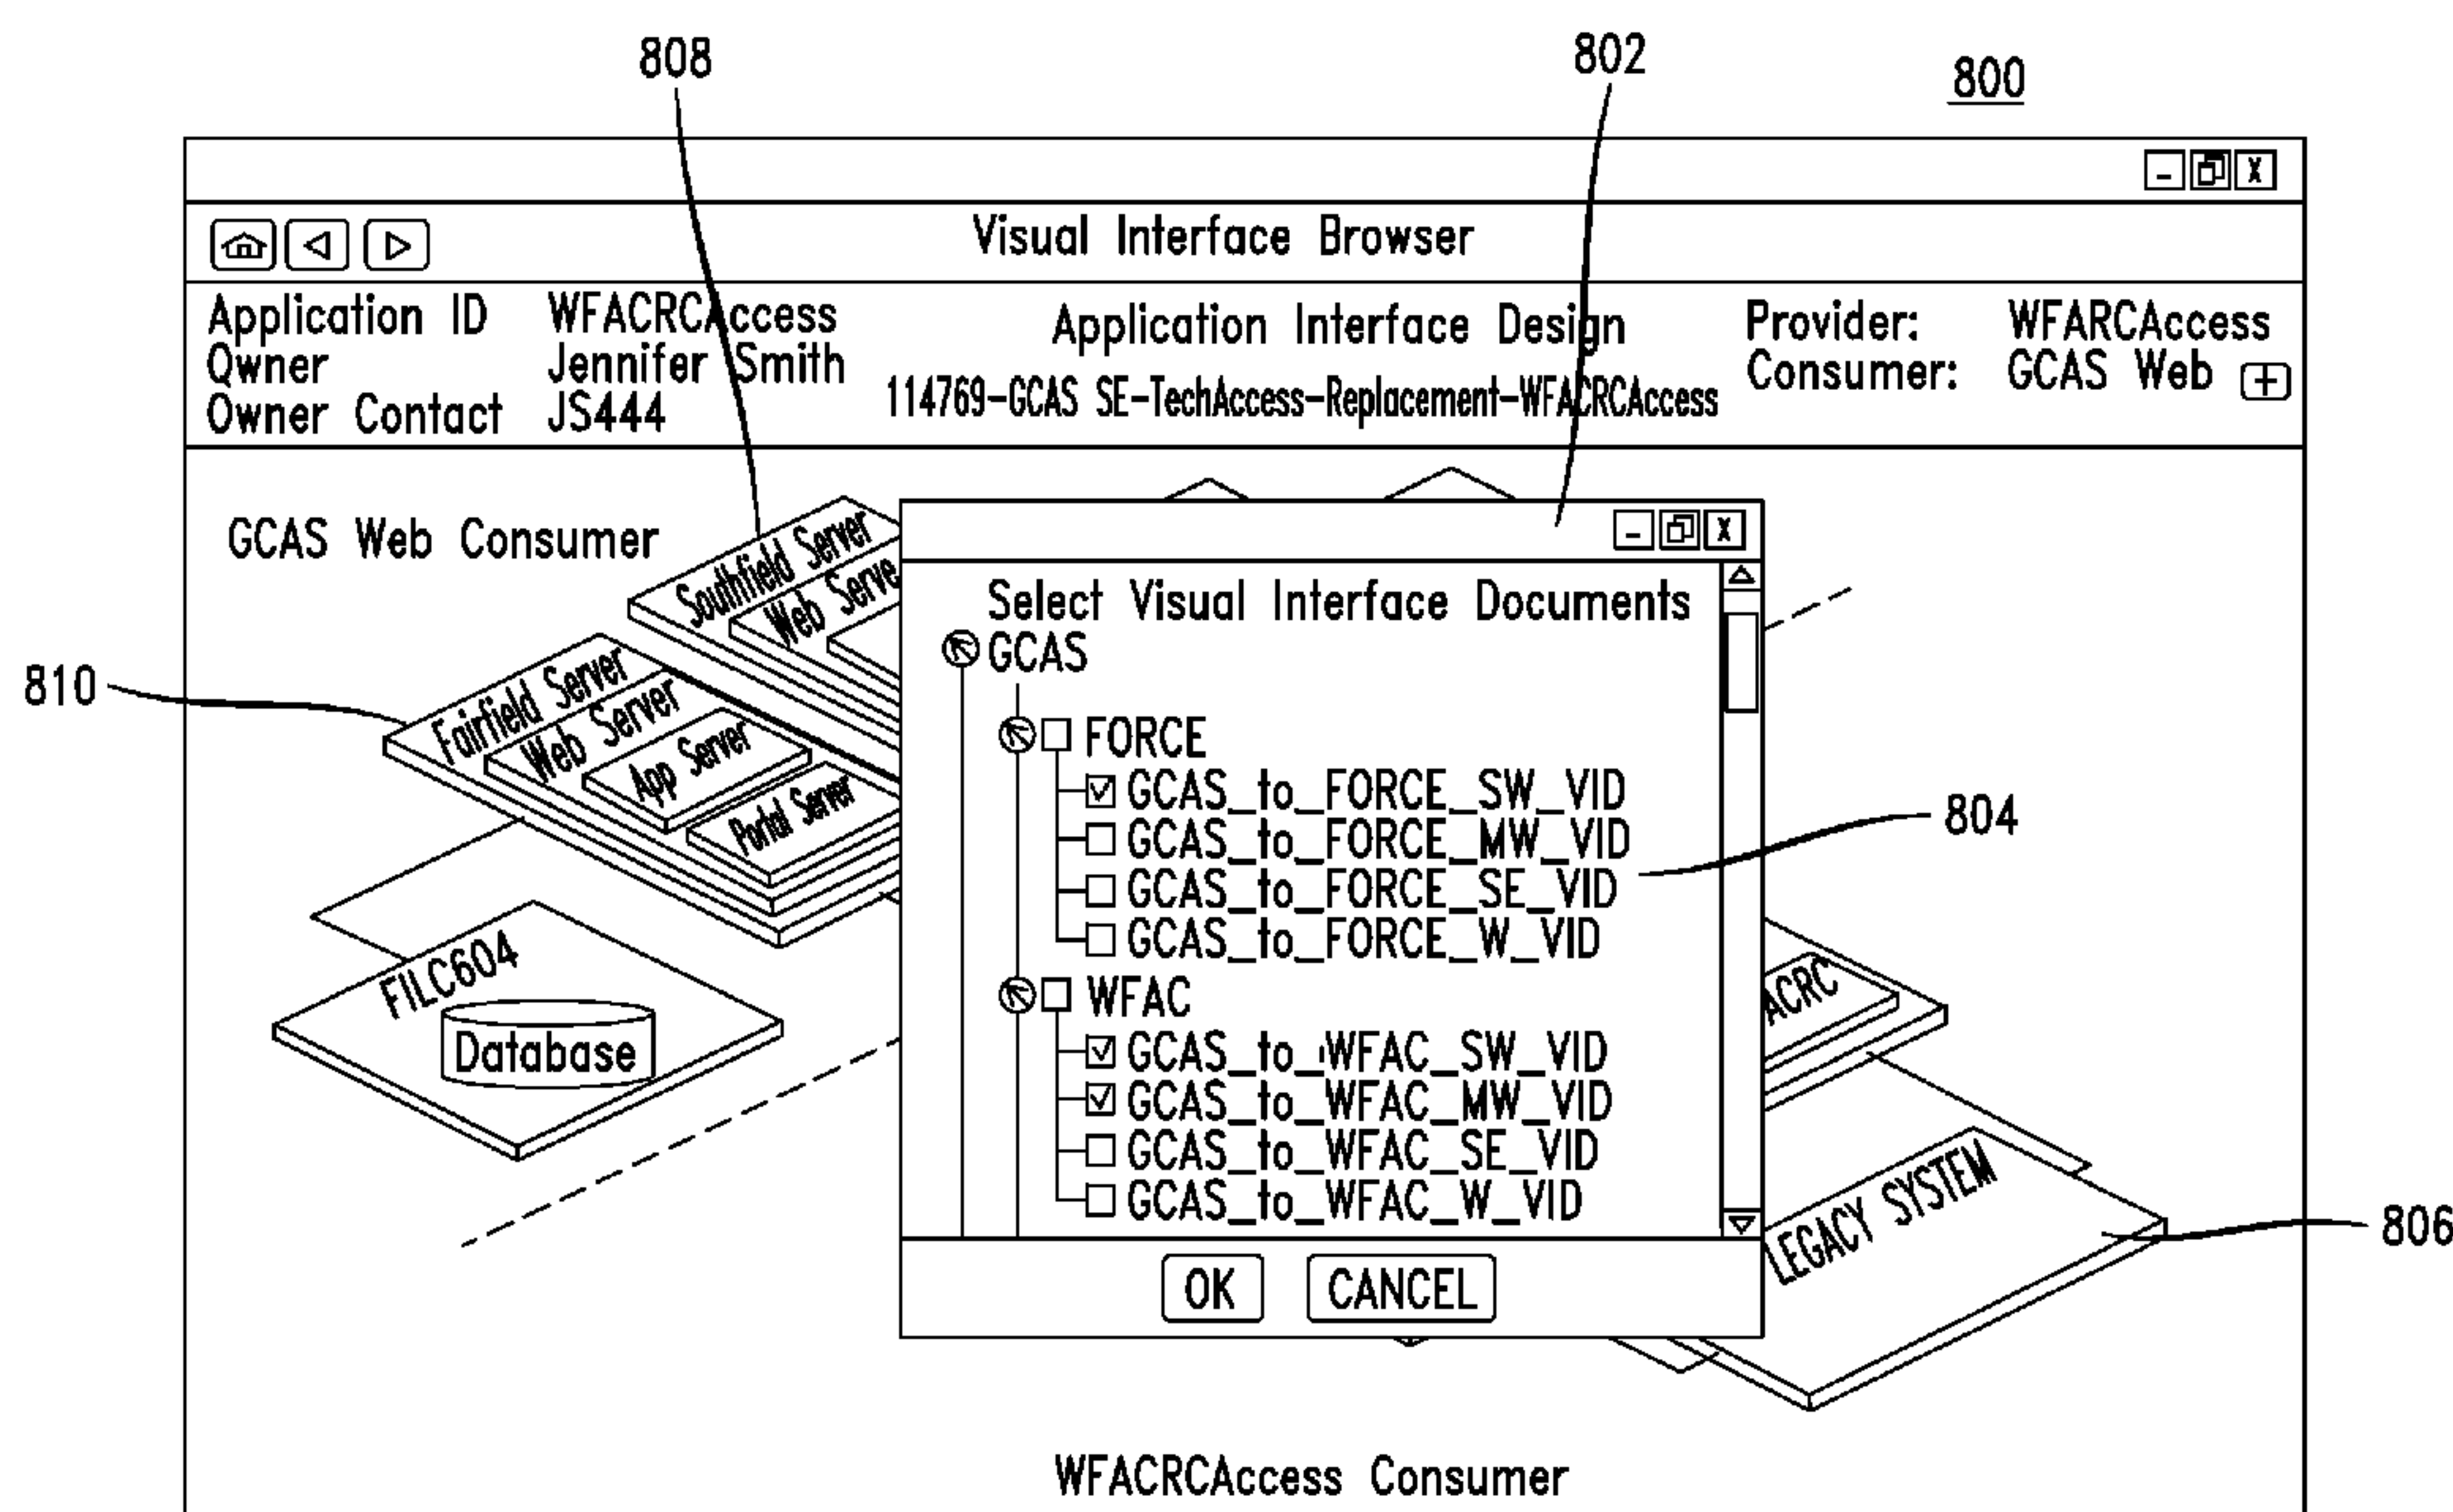 808
802
800
Visual Interface Browser
Application ID WFACRCAccess
Qwner Jennifer Smith
Owner Contact JS444
Application Interface Design
114769-GCAS SE-TechAccess-Replacement-WFACRCAccess
Provider: WFARCAccess
Consumer: GCAS Web +
GCAS Web Consumer
Southfield Server
Web Serve
810
Fairfield Server
Web Server
App Server
Portal Server
FILC604
Database
X
X
Select Visual Interface Documents
GCAS
FORCE
GCAS_to_FORCE_SW_VID
GCAS_to_FORCE_MW_VID
GCAS_to_FORCE_SE_VID
GCAS_to_FORCE_W_VID
WFAC
GCAS_to_WFAC_SW_VID
GCAS_to_WFAC_MW_VID
GCAS_to_WFAC_SE_VID
GCAS_to_WFAC_W_VID
OK CANCEL
804
ACRC
LEGACY SYSTEM
806
WFACRCAccess Consumer